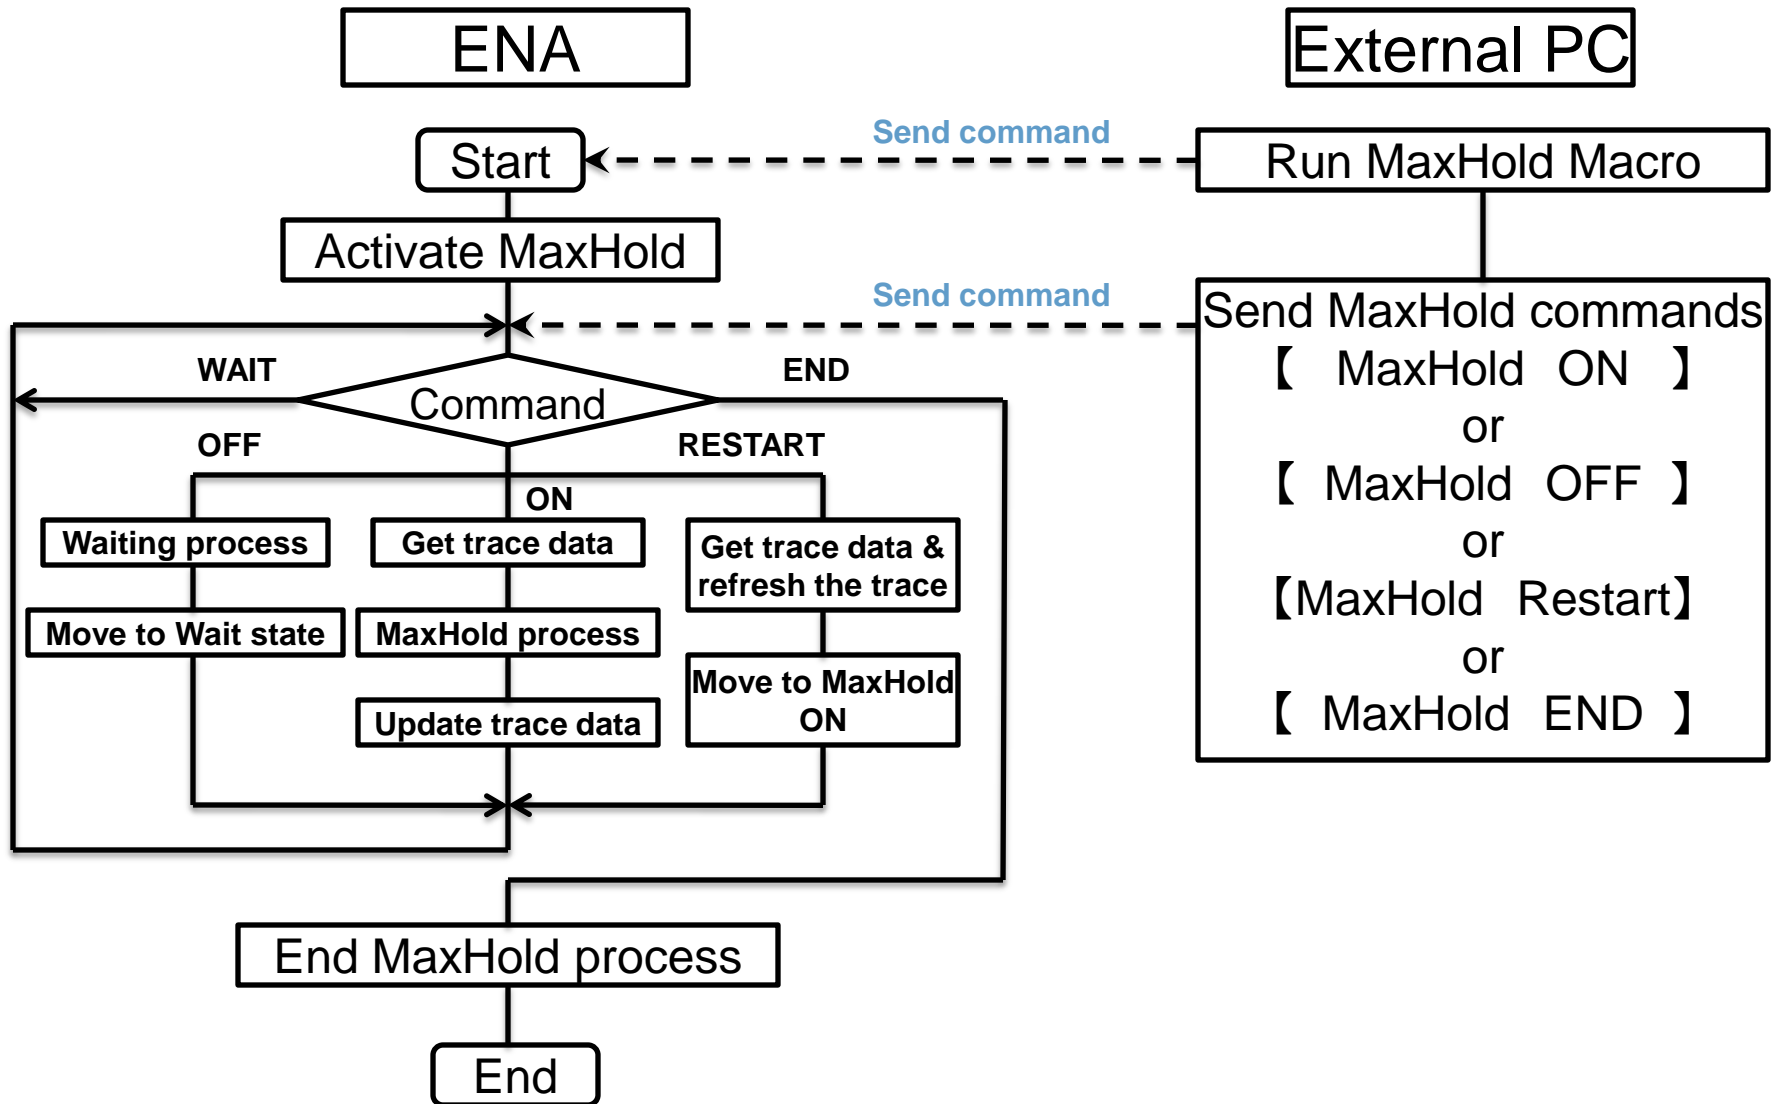 ENA
External PC
Send command
Start
Run MaxHold Macro
Activate MaxHold
Send command
Send MaxHold commands
【 MaxHold ON 】
or
【 MaxHold OFF 】
or
【MaxHold Restart】
or
【 MaxHold END 】
WAIT
END
Command
OFF
RESTART
ON
Waiting process
Get trace data
Get trace data &
refresh the trace
Move to Wait state
MaxHold process
Move to MaxHold
ON
Update trace data
End MaxHold process
End